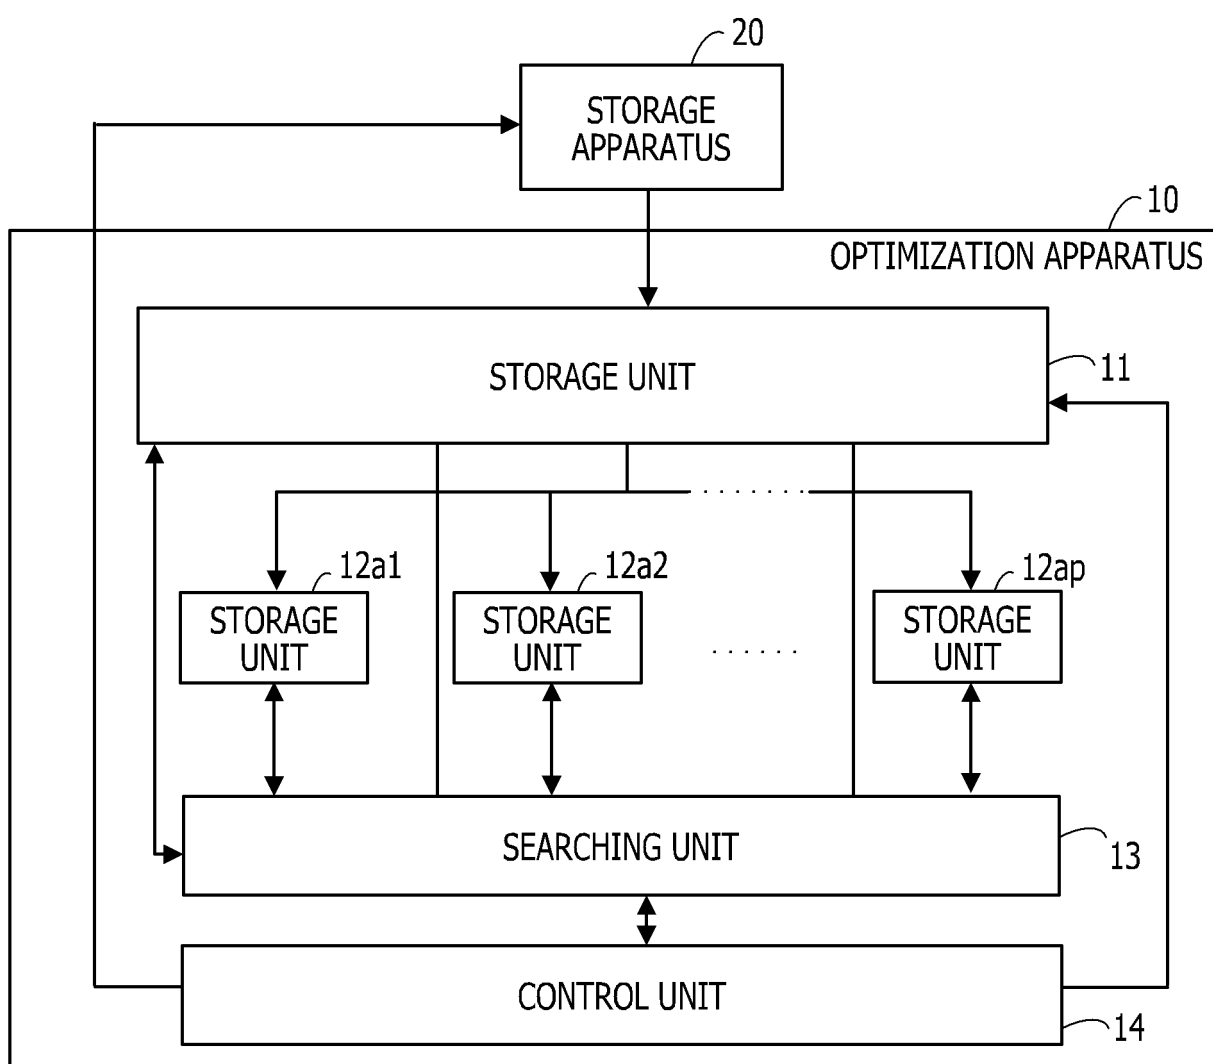 20
STORAGE
APPARATUS
10
OPTIMIZATION APPARATUS
STORAGE UNIT
11
12a1
STORAGE
UNIT
12a2
STORAGE
UNIT
......
12ap
STORAGE
UNIT
SEARCHING UNIT
13
CONTROL UNIT
14